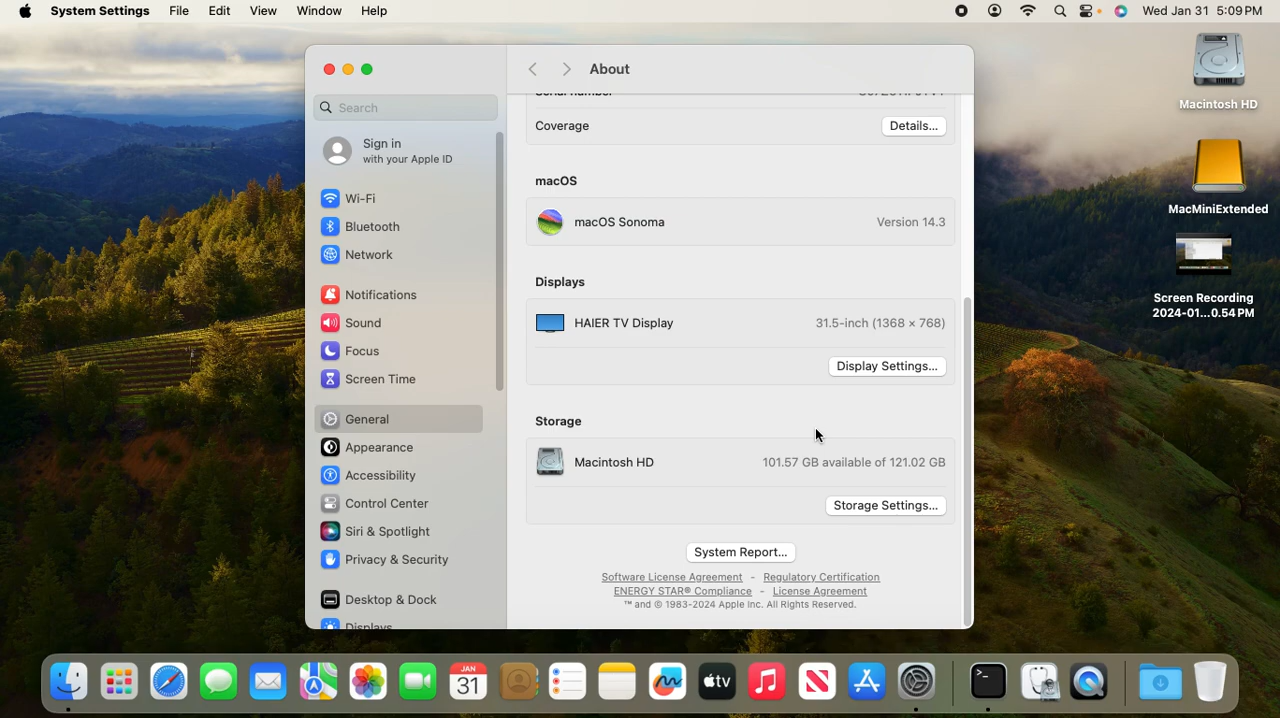 System Settings File Edit View Window Help Wed Jan 31 5:09 PM
About
Search
Sign in
with your Apple ID
Wi-Fi
Bluetooth
Network
Notifications
Sound
Focus
Screen Time
General
Appearance
Accessibility
Control Center
Siri & Spotlight
Privacy & Security
Desktop & Dock
Displays
Serial number
Coverage Details...
macOS
macOS Sonoma Version 14.3
Displays
HAIER TV Display 31.5-inch (1368 × 768)
Display Settings...
Storage
Macintosh HD 101.57 GB available of 121.02 GB
Storage Settings...
System Report...
Software License Agreement - Regulatory Certification
ENERGY STAR® Compliance - License Agreement
™ and © 1983-2024 Apple Inc. All Rights Reserved.
Macintosh HD
MacMiniExtended
Screen Recording
2024-01...0.54 PM
JAN
31
tv